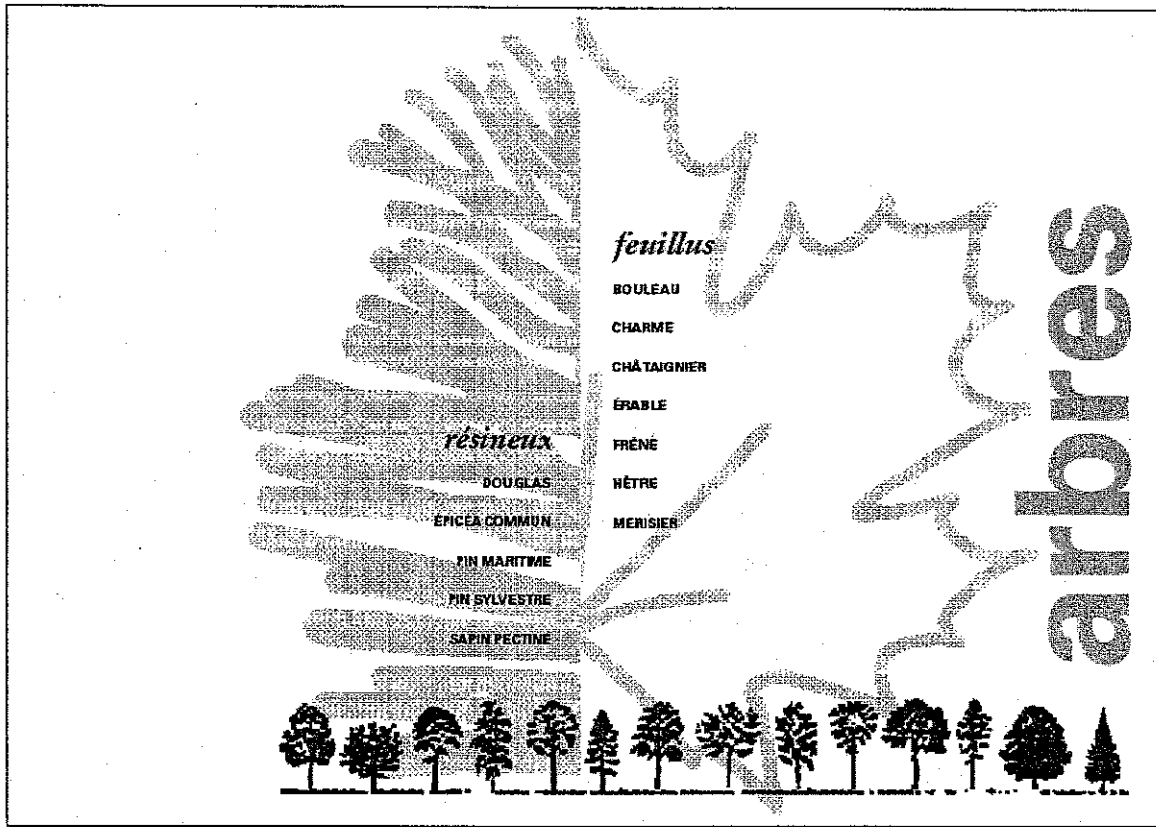 feuillus
BOULEAU
CHARME
CHÂTAIGNIER
ÉRABLE
FRÊNE
HÊTRE
MERISIER
résineux
DOUGLAS
ÉPICÉA COMMUN
PIN MARITIME
PIN SYLVESTRE
SAPIN PECTINÉ
arbres